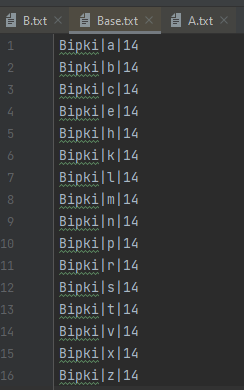 B.txt Base.txt A.txt
1 Bipki|a|14
2 Bipki|b|14
3 Bipki|c|14
4 Bipki|e|14
5 Bipki|h|14
6 Bipki|k|14
7 Bipki|l|14
8 Bipki|m|14
9 Bipki|n|14
10 Bipki|p|14
11 Bipki|r|14
12 Bipki|s|14
13 Bipki|t|14
14 Bipki|v|14
15 Bipki|x|14
16 Bipki|z|14